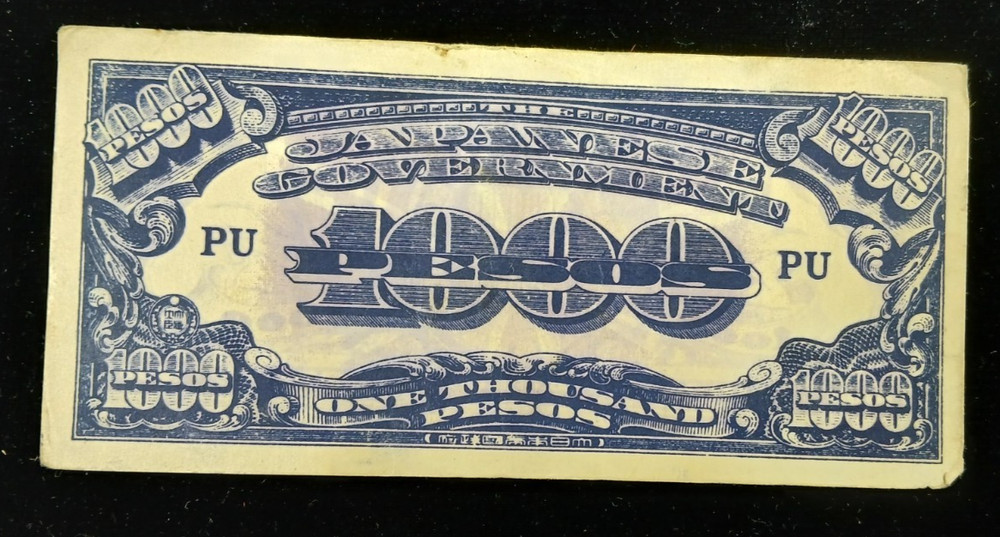 1000
PESOS
1000
PESOS
THE
JAPANESE
GOVERNMENT
PU
PU
1000
PESOS
1000
PESOS
1000
PESOS
ONE THOUSAND
PESOS